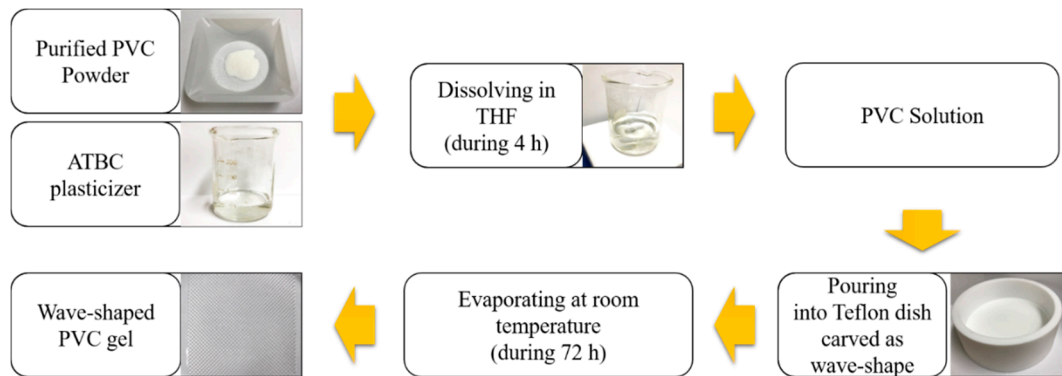 Purified PVC
Powder
ATBC
plasticizer
Dissolving in
THF
(during 4 h)
PVC Solution
Pouring
into Teflon dish
carved as
wave-shape
Evaporating at room
temperature
(during 72 h)
Wave-shaped
PVC gel